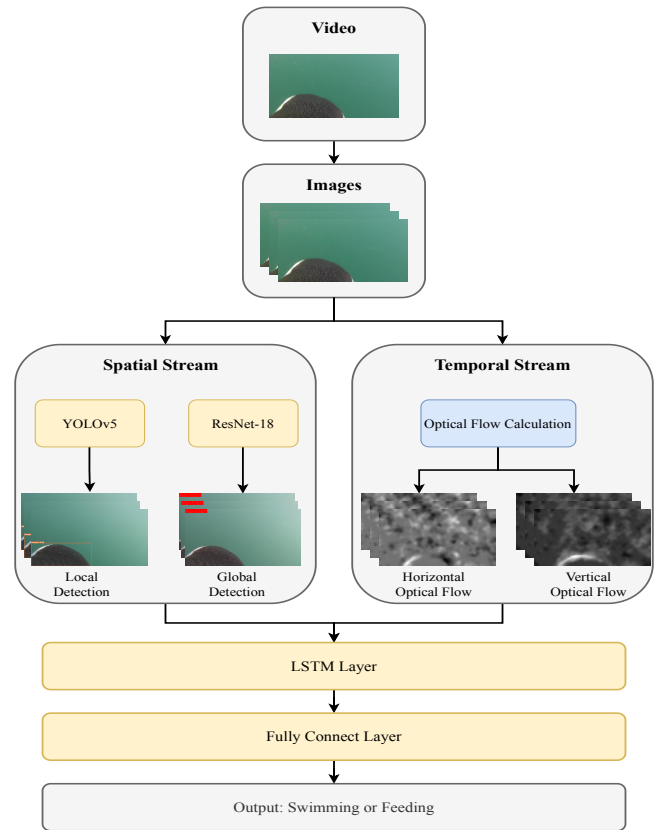 Video
Images
Spatial Stream
Temporal Stream
YOLOv5
ResNet-18
Optical Flow Calculation
Local
Detection
Global
Detection
Horizontal
Optical Flow
Vertical
Optical Flow
LSTM Layer
Fully Connect Layer
Output: Swimming or Feeding